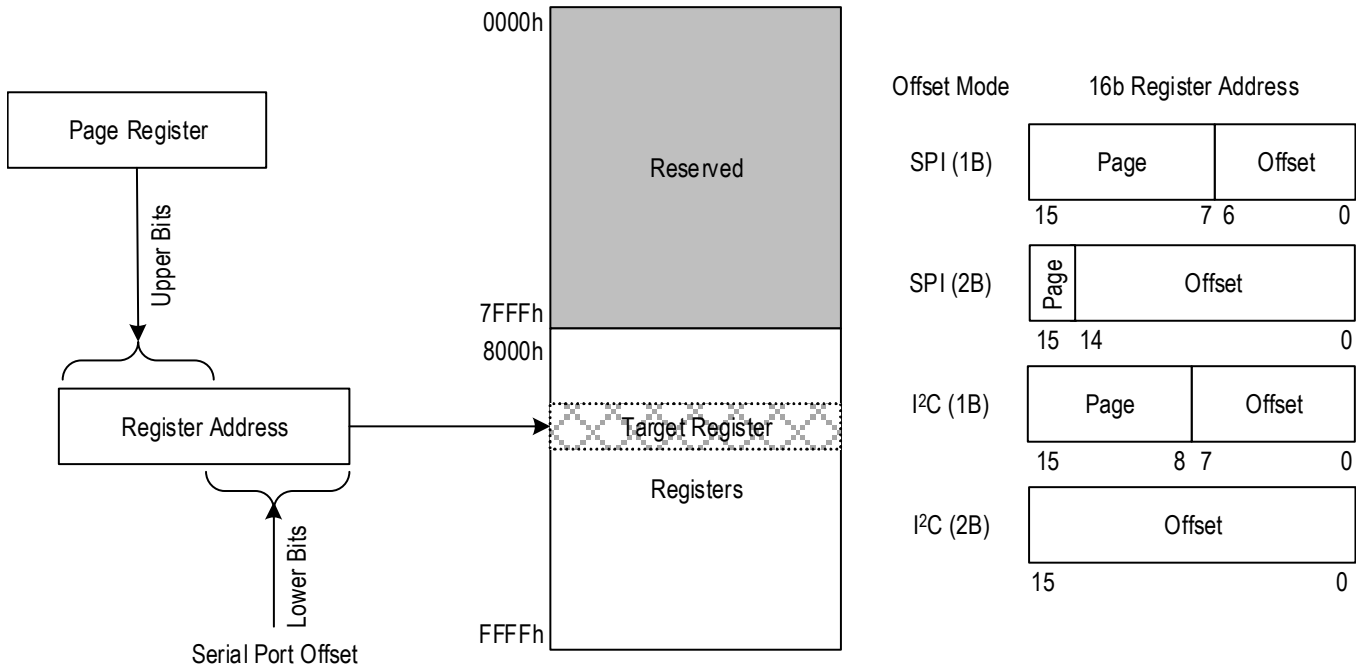 Page Register
Upper Bits
Register Address
Lower Bits
Serial Port Offset
0000h
Reserved
7FFFh
8000h
Target Register
Registers
FFFFh
Offset Mode 16b Register Address
SPI (1B) Page Offset
15 7 6 0
SPI (2B) Page Offset
15 14 0
I²C (1B) Page Offset
15 8 7 0
I²C (2B) Offset
15 0